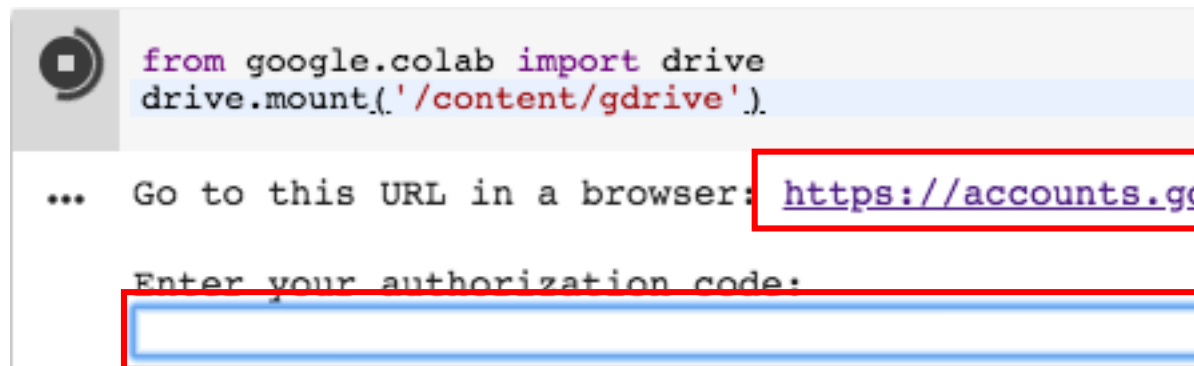 from google.colab import drive
drive.mount('/content/gdrive')
... Go to this URL in a browser: https://accounts.go
Enter your authorization code: